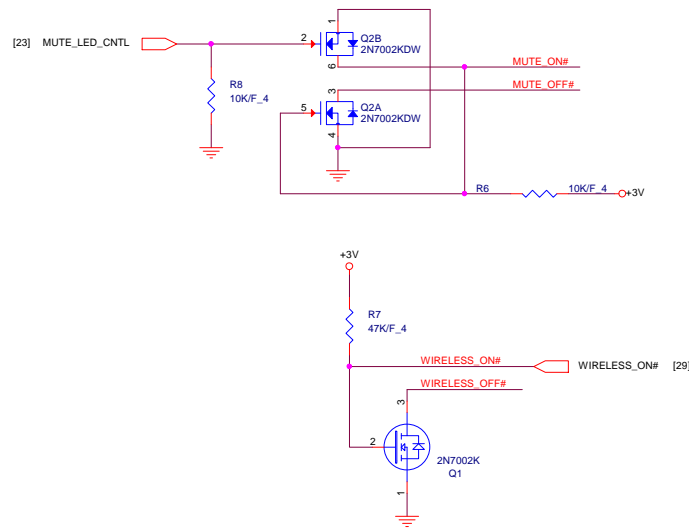 1
[23] MUTE_LED_CNTL
2
Q2B
2N7002KDW
6
MUTE_ON#
R8
10K/F_4
3
MUTE_OFF#
5
Q2A
2N7002KDW
4
R6
10K/F_4
+3V
+3V
R7
47K/F_4
WIRELESS_ON#
WIRELESS_ON# [29]
WIRELESS_OFF#
3
2
2N7002K
Q1
1